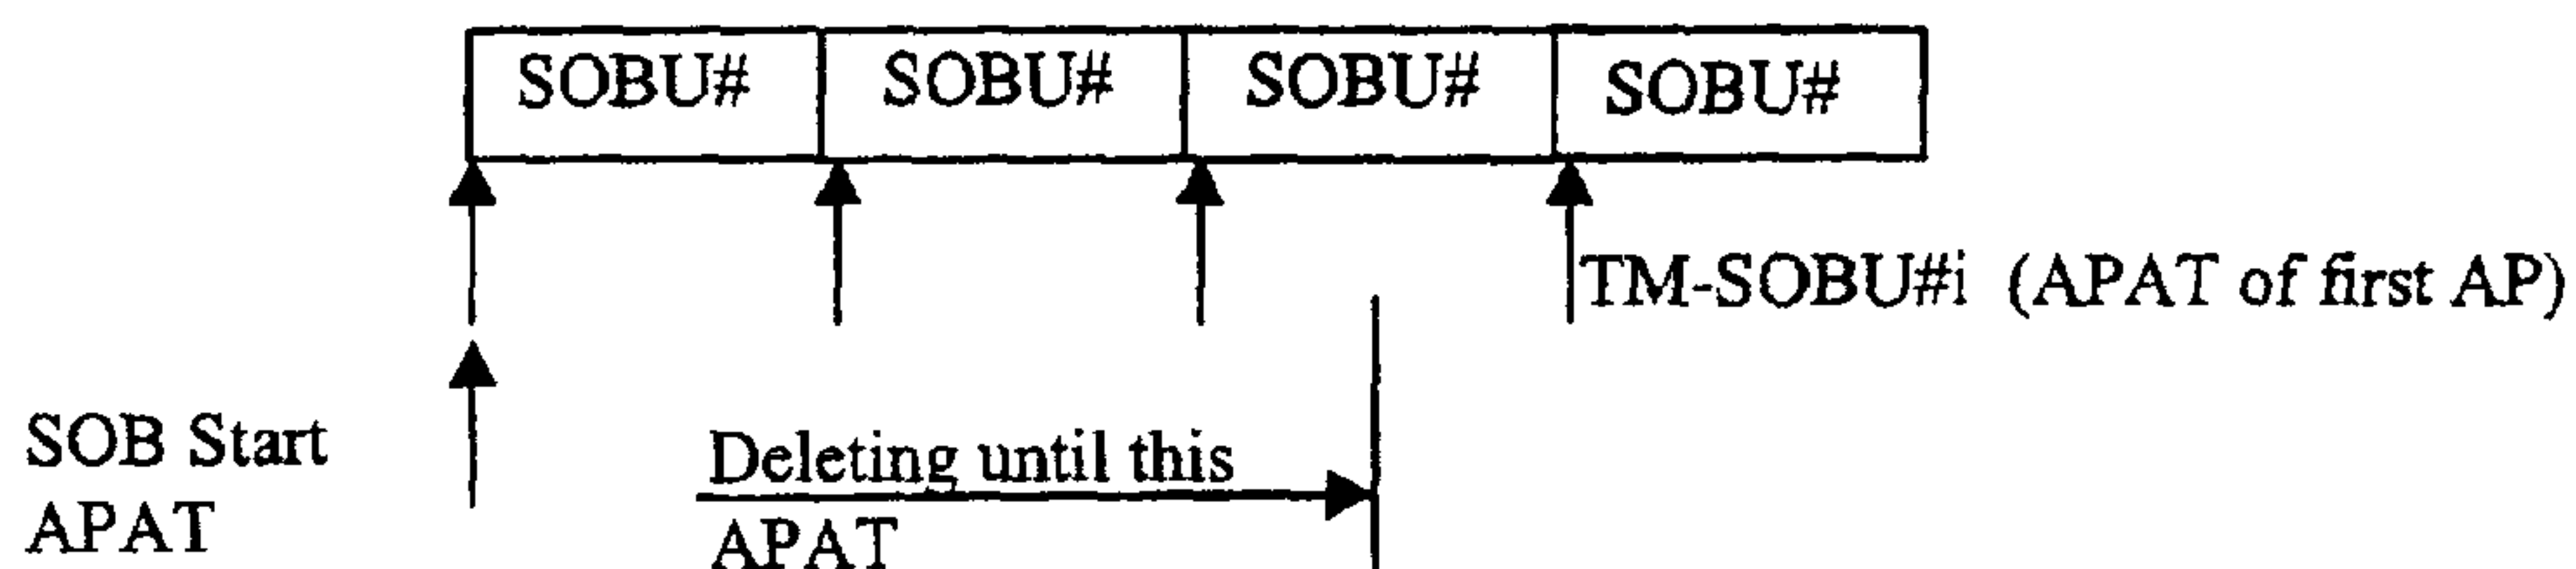 SOBU# SOBU# SOBU# SOBU#
TM-SOBU#i (APAT of first AP)
SOB Start
APAT
Deleting until this
APAT